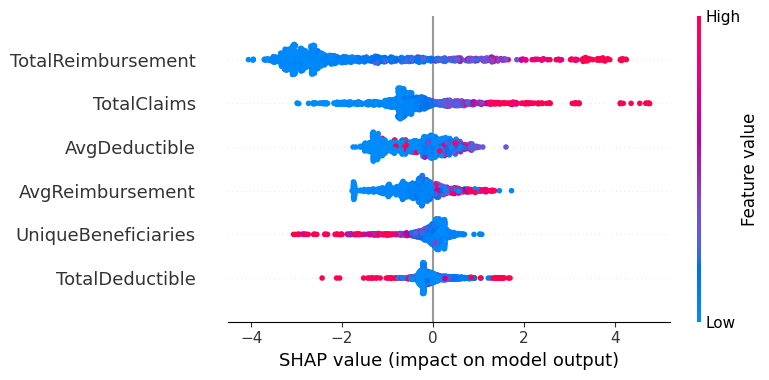 High
TotalReimbursement
TotalClaims
AvgDeductible
AvgReimbursement
UniqueBeneficiaries
TotalDeductible
Feature value
Low
−4 −2 0 2 4
SHAP value (impact on model output)